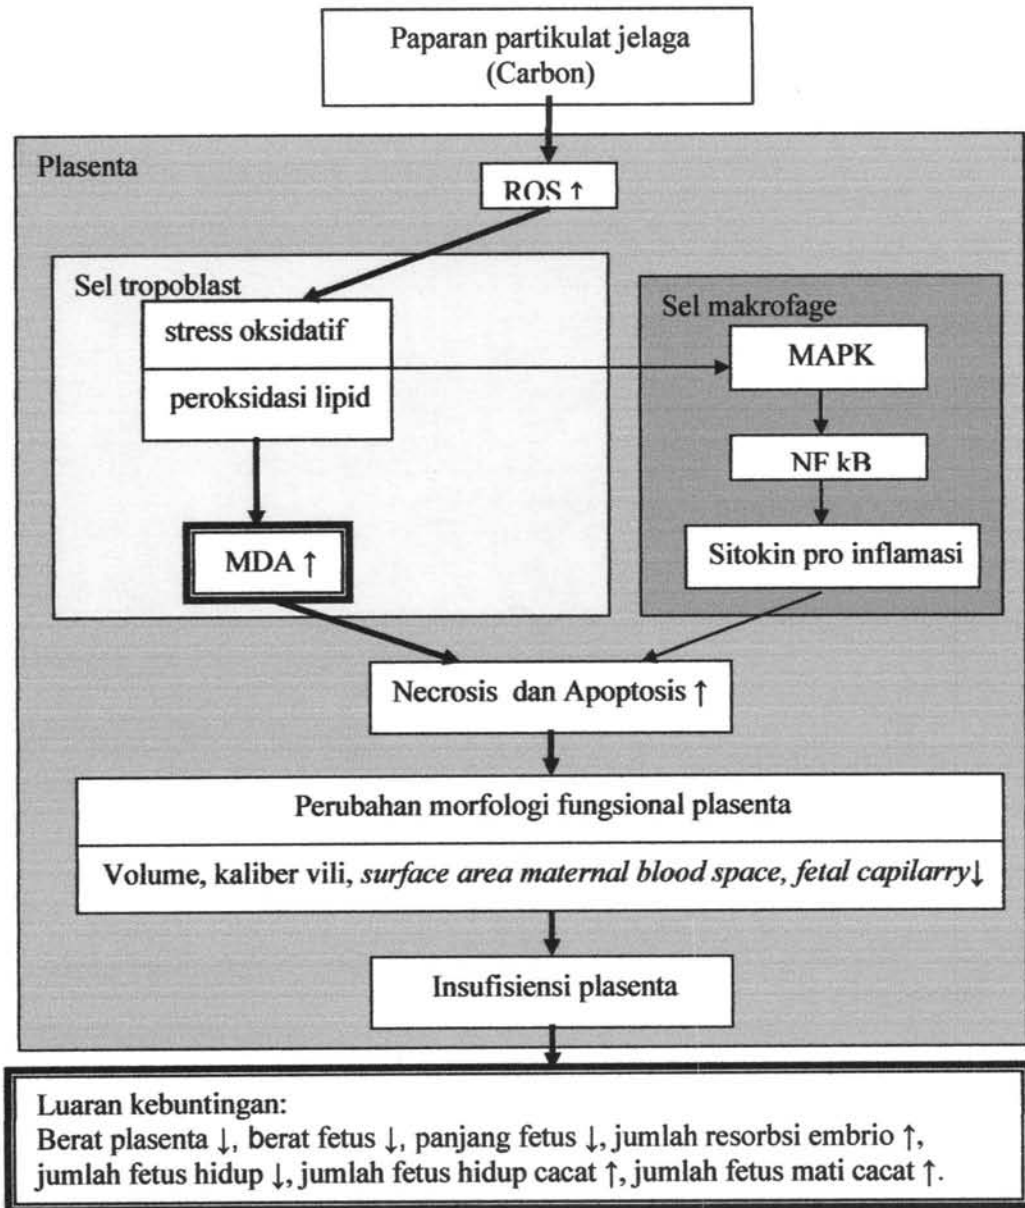 Paparan partikulat jelaga
(Carbon)
Plasenta
ROS ↑
Sel tropoblast
stress oksidatif
peroksidasi lipid
MDA ↑
Sel makrofage
MAPK
NF kB
Sitokin pro inflamasi
Necrosis dan Apoptosis ↑
Perubahan morfologi fungsional plasenta
Volume, kaliber vili, surface area maternal blood space, fetal capilarry↓
Insufisiensi plasenta
Luaran kebuntingan:
Berat plasenta ↓, berat fetus ↓, panjang fetus ↓, jumlah resorbsi embrio ↑,
jumlah fetus hidup ↓, jumlah fetus hidup cacat ↑, jumlah fetus mati cacat ↑.